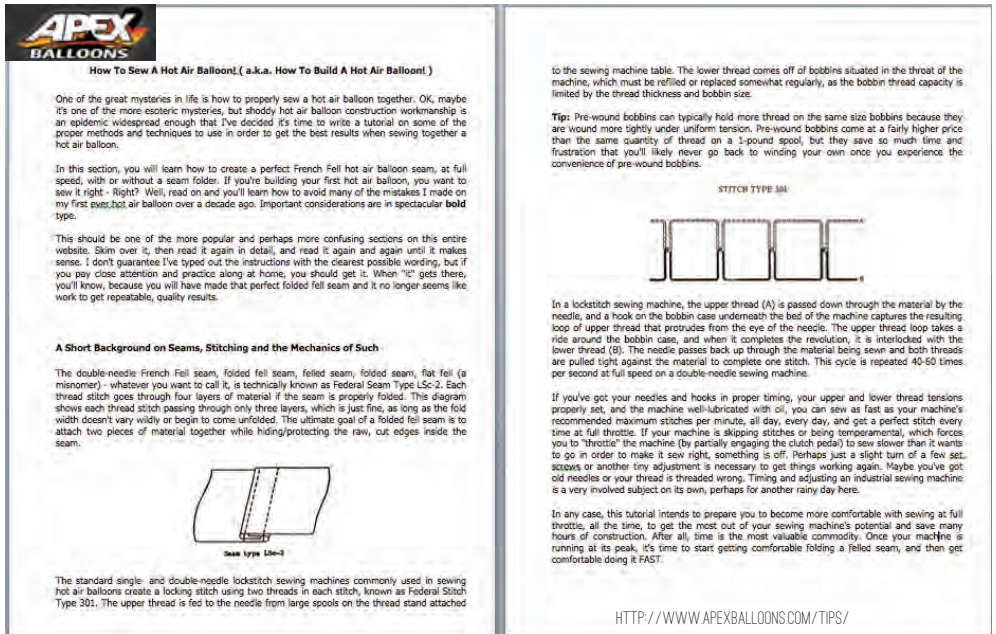 APEX
BALLOONS
How To Sew A Hot Air Balloon! ( a.k.a. How To Build A Hot Air Balloon! )
One of the great mysteries in life is how to properly sew a hot air balloon together. OK, maybe
it's one of the more esoteric mysteries, but shoddy hot air balloon construction workmanship is
an epidemic widespread enough that I've decided it's time to write a tutorial on some of the
proper methods and techniques to use in order to get the best results when sewing together a
hot air balloon.
In this section, you will learn how to create a perfect French Fell hot air balloon seam, at full
speed, with or without a seam folder. If you're building your first hot air balloon, you want to
sew it right - Right? Well, read on and you'll learn how to avoid many of the mistakes I made on
my first ever hot air balloon over a decade ago. Important considerations are in spectacular bold
type.
This should be one of the more popular and perhaps more confusing sections on this entire
website. Skim over it, then read it again in detail, and read it again and again until it makes
sense. I don't guarantee I've typed out the instructions with the clearest possible wording, but if
you pay close attention and practice along at home, you should get it. When "it" gets there,
you'll know, because you will have made that perfect folded fell seam and it no longer seems like
work to get repeatable, quality results.
A Short Background on Seams, Stitching and the Mechanics of Such
The double-needle French Fell seam, folded fell seam, felled seam, folded seam, flat fell (a
misnomer) - whatever you want to call it, is technically known as Federal Seam Type LSc-2. Each
thread stitch goes through four layers of material if the seam is properly folded. This diagram
shows each thread stitch passing through only three layers, which is just fine, as long as the fold
width doesn't vary wildly or begin to come unfolded. The ultimate goal of a folded fell seam is to
attach two pieces of material together while hiding/protecting the raw, cut edges inside the
seam.
Seam type LSc-2
The standard single- and double-needle lockstitch sewing machines commonly used in sewing
hot air balloons create a locking stitch using two threads in each stitch, known as Federal Stitch
Type 301. The upper thread is fed to the needle from large spools on the thread stand attached
to the sewing machine table. The lower thread comes off of bobbins situated in the throat of the
machine, which must be refilled or replaced somewhat regularly, as the bobbin thread capacity is
limited by the thread thickness and bobbin size.
Tip: Pre-wound bobbins can typically hold more thread on the same size bobbins because they
are wound more tightly under uniform tension. Pre-wound bobbins come at a fairly higher price
than the same quantity of thread on a 1-pound spool, but they save so much time and
frustration that you'll likely never go back to winding your own once you experience the
convenience of pre-wound bobbins.
STITCH TYPE 301
A
B
In a lockstitch sewing machine, the upper thread (A) is passed down through the material by the
needle, and a hook on the bobbin case underneath the bed of the machine captures the resulting
loop of upper thread that protrudes from the eye of the needle. The upper thread loop takes a
ride around the bobbin case, and when it completes the revolution, it is interlocked with the
lower thread (B). The needle passes back up through the material being sewn and both threads
are pulled tight against the material to complete one stitch. This cycle is repeated 40-60 times
per second at full speed on a double-needle sewing machine.
If you've got your needles and hooks in proper timing, your upper and lower thread tensions
properly set, and the machine well-lubricated with oil, you can sew as fast as your machine's
recommended maximum stitches per minute, all day, every day, and get a perfect stitch every
time at full throttle. If your machine is skipping stitches or being temperamental, which forces
you to "throttle" the machine (by partially engaging the clutch pedal) to sew slower than it wants
to go in order to make it sew right, something is off. Perhaps just a slight turn of a few set
screws or another tiny adjustment is necessary to get things working again. Maybe you've got
old needles or your thread is threaded wrong. Timing and adjusting an industrial sewing machine
is a very involved subject on its own, perhaps for another rainy day here.
In any case, this tutorial intends to prepare you to become more comfortable with sewing at full
throttle, all the time, to get the most out of your sewing machine's potential and save many
hours of construction. After all, time is the most valuable commodity. Once your machine is
running at its peak, it's time to start getting comfortable folding a felled seam, and then get
comfortable doing it FAST.
HTTP://WWW.APEXBALLOONS.COM/TIPS/